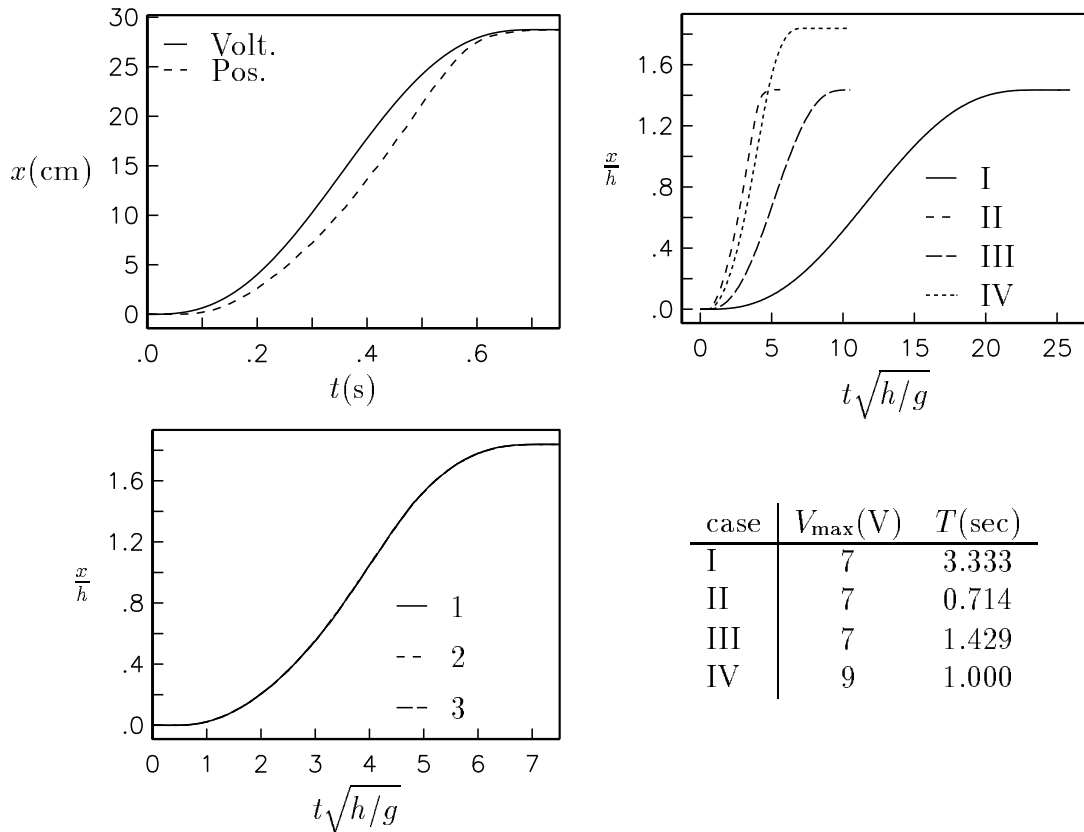 30
25
20
15
10
5
0
x(cm)
Volt.
Pos.
.0 .2 .4 .6
t(s)
1.6
1.2
.8
.4
.0
x/h
I
II
III
IV
0 5 10 15 20 25
t√h/g
1.6
1.2
.8
.4
.0
x/h
1
2
3
0 1 2 3 4 5 6 7
t√h/g
case Vmax(V) T(sec)
I 7 3.333
II 7 0.714
III 7 1.429
IV 9 1.000